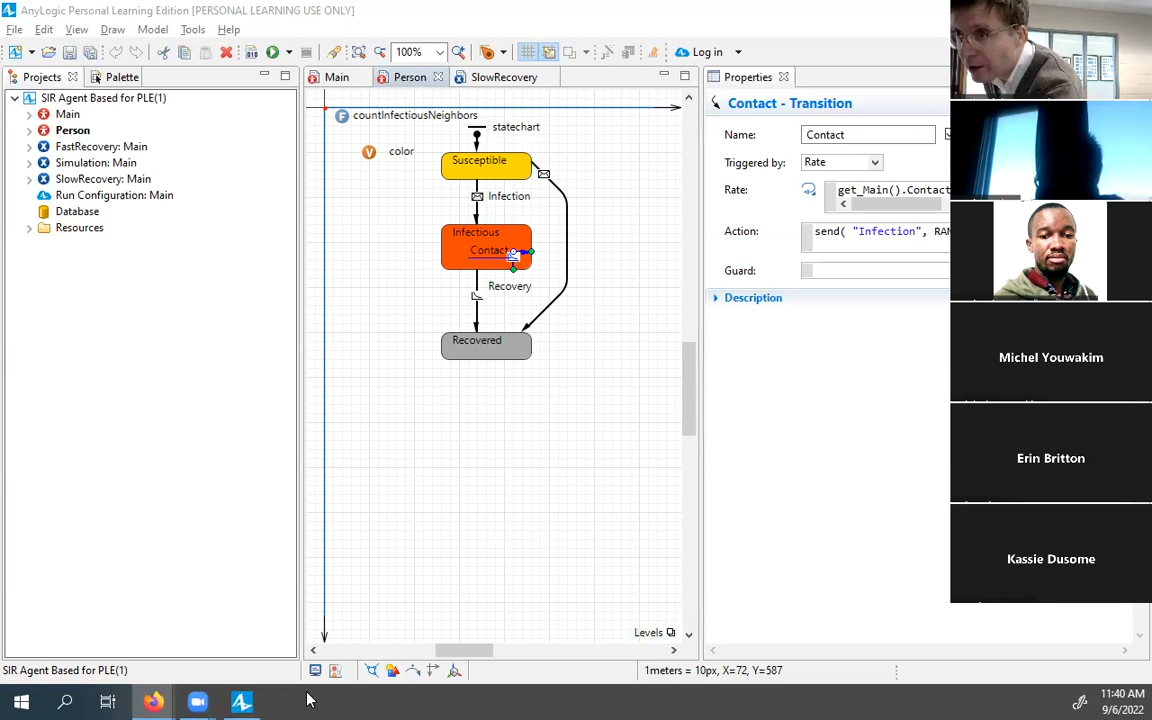 AnyLogic Personal Learning Edition [PERSONAL LEARNING USE ONLY]
File Edit View Draw Model Tools Help
100% Log in
Projects Palette
Main Person SlowRecovery
Properties
SIR Agent Based for PLE(1)
Main
Person
FastRecovery: Main
Simulation: Main
SlowRecovery: Main
Run Configuration: Main
Database
Resources
F countInfectiousNeighbors
statechart
V color
Susceptible
Infection
Infectious
Contact
Recovery
Recovered
Levels
Contact - Transition
Name: Contact
Triggered by: Rate
Rate: get_Main().Contact
Action: send( "Infection", RAN
Guard:
Description
Michel Youwakim
Erin Britton
Kassie Dusome
SIR Agent Based for PLE(1)
1meters = 10px, X=72, Y=587
11:40 AM
9/6/2022